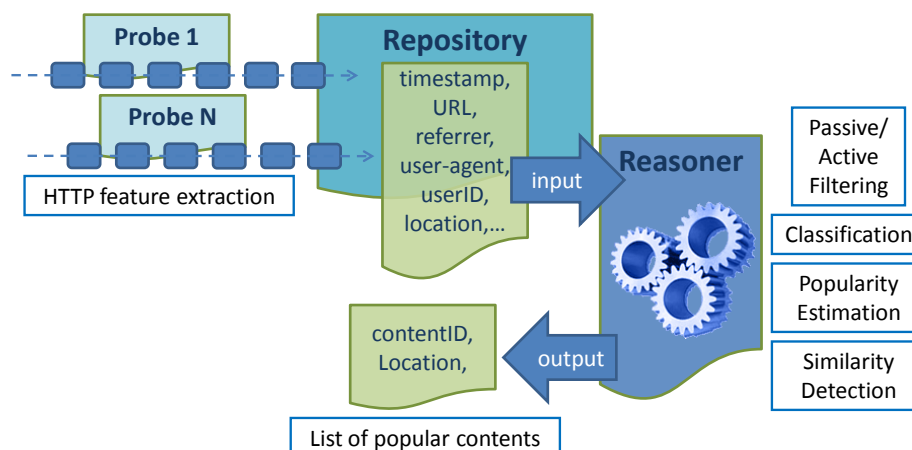 Probe 1
Probe N
HTTP feature extraction
Repository
timestamp,
URL,
referrer,
user-agent,
userID,
location,...
input
Reasoner
Passive/
Active
Filtering
Classification
Popularity
Estimation
Similarity
Detection
output
contentID,
Location,
List of popular contents